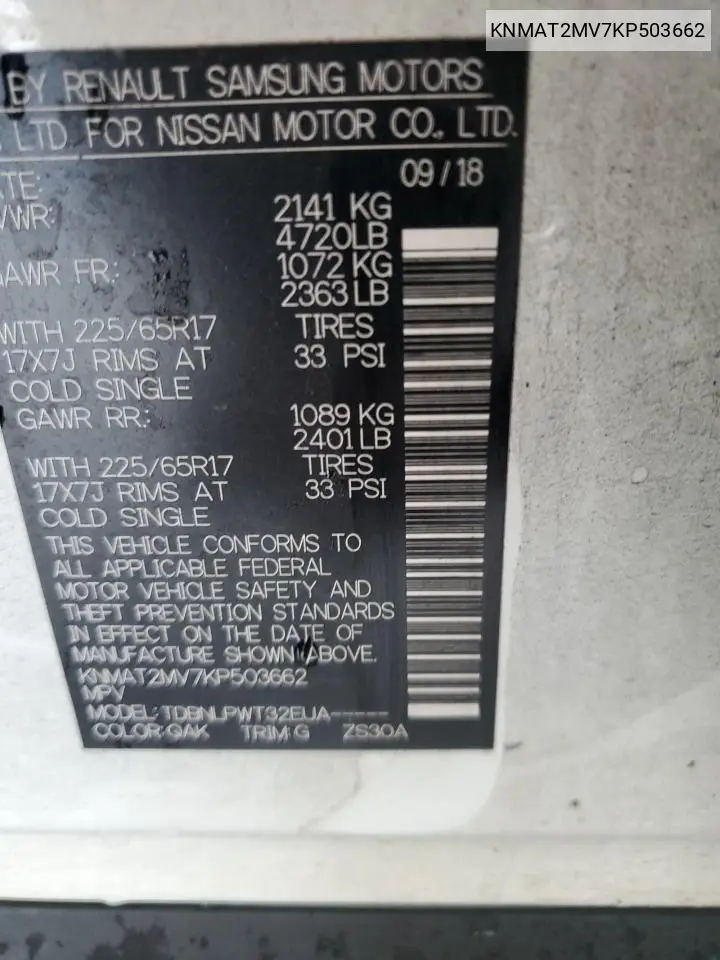 KNMAT2MV7KP503662
BY RENAULT SAMSUNG MOTORS
LTD. FOR NISSAN MOTOR CO., LTD.
09/18
2141 KG
4720LB
GAWR FR: 1072 KG
2363LB
WITH 225/65R17 TIRES
17X7J RIMS AT 33 PSI
COLD SINGLE
GAWR RR: 1089 KG
2401LB
WITH 225/65R17 TIRES
17X7J RIMS AT 33 PSI
COLD SINGLE
THIS VEHICLE CONFORMS TO
ALL APPLICABLE FEDERAL
MOTOR VEHICLE SAFETY AND
THEFT PREVENTION STANDARDS
IN EFFECT ON THE DATE OF
MANUFACTURE SHOWN ABOVE.
KNMAT2MV7KP503662
MPV
MODEL: TDBNLPWT32EUA-----
COLOR: QAK TRIM: G ZS30A